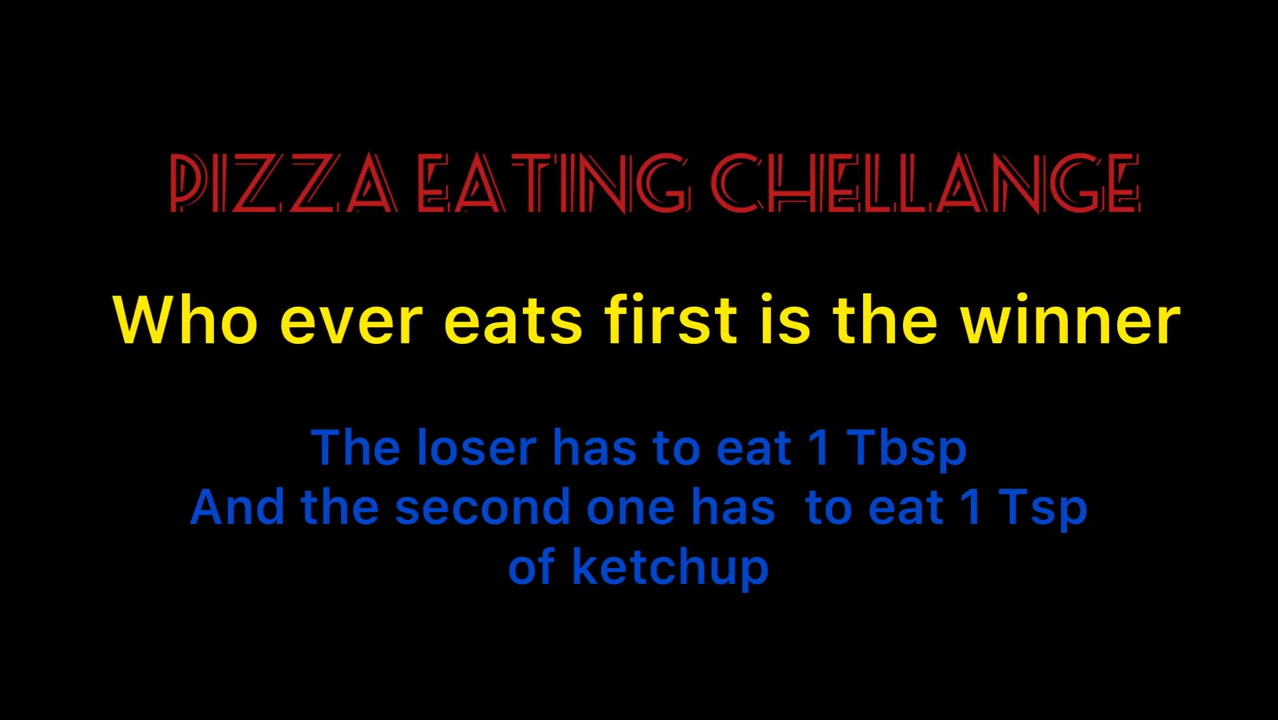 PIZZA EATING CHELLANGE
Who ever eats first is the winner
The loser has to eat 1 Tbsp
And the second one has  to eat 1 Tsp
of ketchup